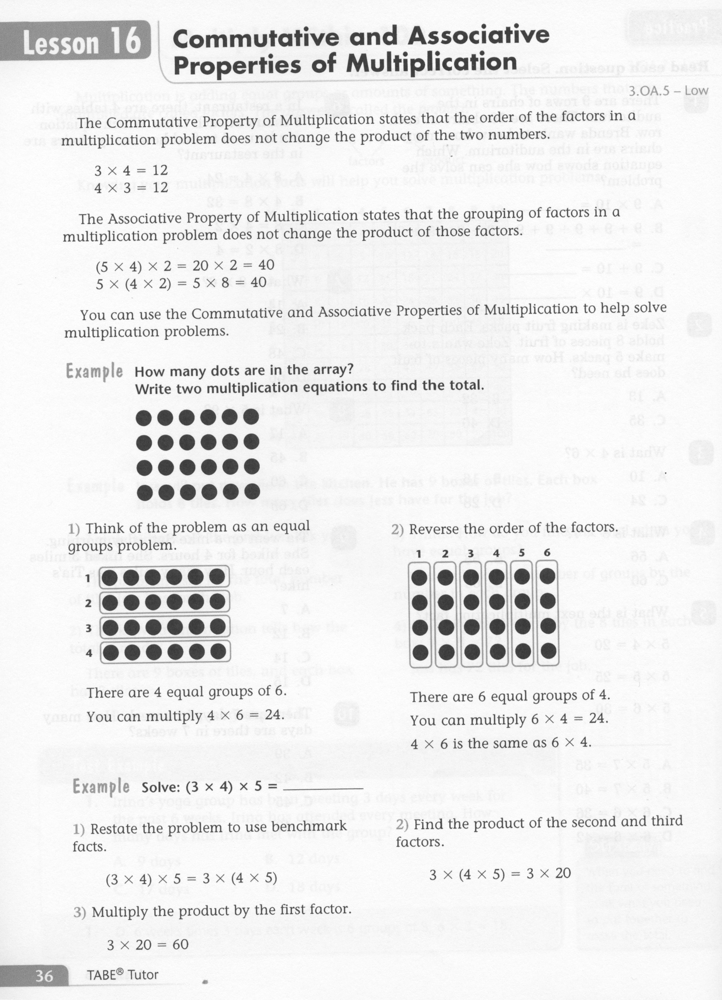 Lesson 16
Commutative and Associative
Properties of Multiplication
3.OA.5 – Low
The Commutative Property of Multiplication states that the order of the factors in a
multiplication problem does not change the product of the two numbers.
3 × 4 = 12
4 × 3 = 12
The Associative Property of Multiplication states that the grouping of factors in a
multiplication problem does not change the product of those factors.
(5 × 4) × 2 = 20 × 2 = 40
5 × (4 × 2) = 5 × 8 = 40
You can use the Commutative and Associative Properties of Multiplication to help solve
multiplication problems.
Example How many dots are in the array?
Write two multiplication equations to find the total.
1) Think of the problem as an equal
groups problem.
1
2
3
4
There are 4 equal groups of 6.
You can multiply 4 × 6 = 24.
2) Reverse the order of the factors.
1 2 3 4 5 6
There are 6 equal groups of 4.
You can multiply 6 × 4 = 24.
4 × 6 is the same as 6 × 4.
Example Solve: (3 × 4) × 5 = ____________
1) Restate the problem to use benchmark
facts.
(3 × 4) × 5 = 3 × (4 × 5)
2) Find the product of the second and third
factors.
3 × (4 × 5) = 3 × 20
3) Multiply the product by the first factor.
3 × 20 = 60
36 TABE® Tutor